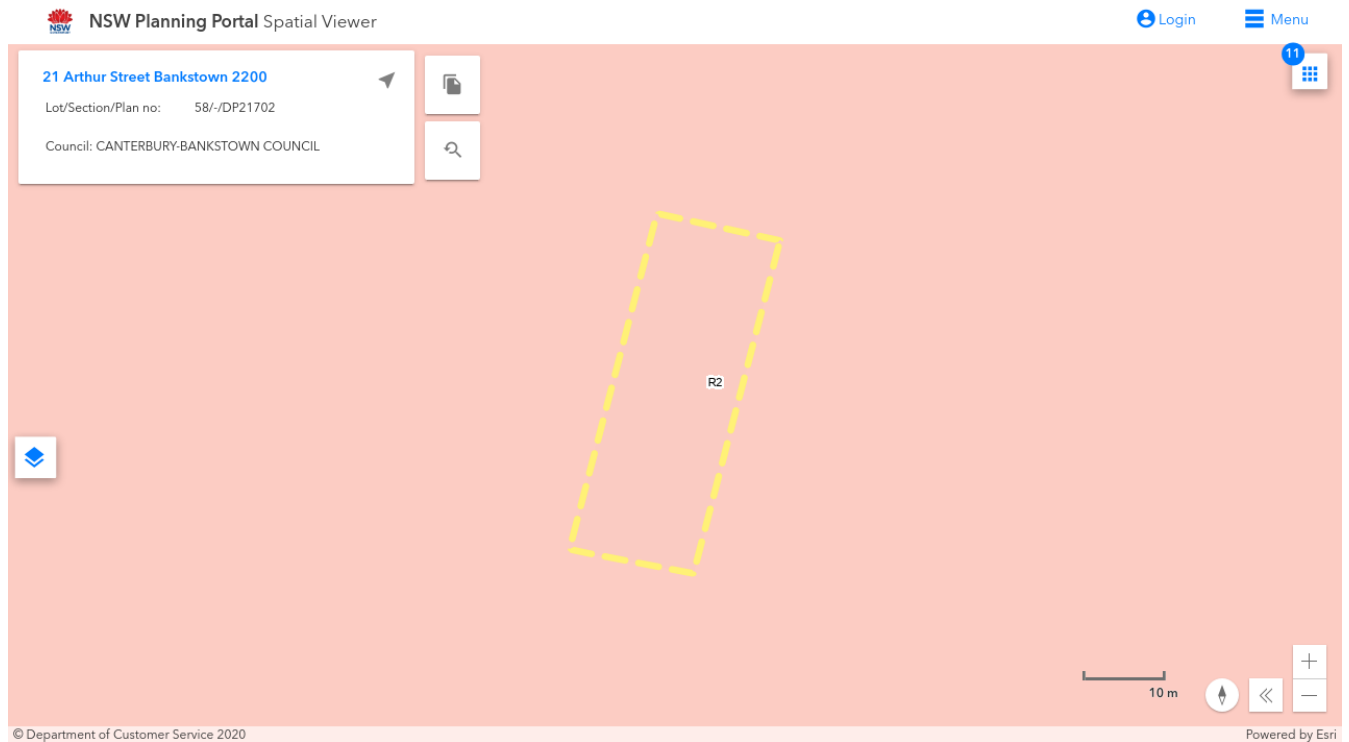 NSW
NSW Planning Portal Spatial Viewer
Login
Menu
21 Arthur Street Bankstown 2200
11
Lot/Section/Plan no: 58/-/DP21702
Council: CANTERBURY-BANKSTOWN COUNCIL
R2
10 m
© Department of Customer Service 2020
Powered by Esri